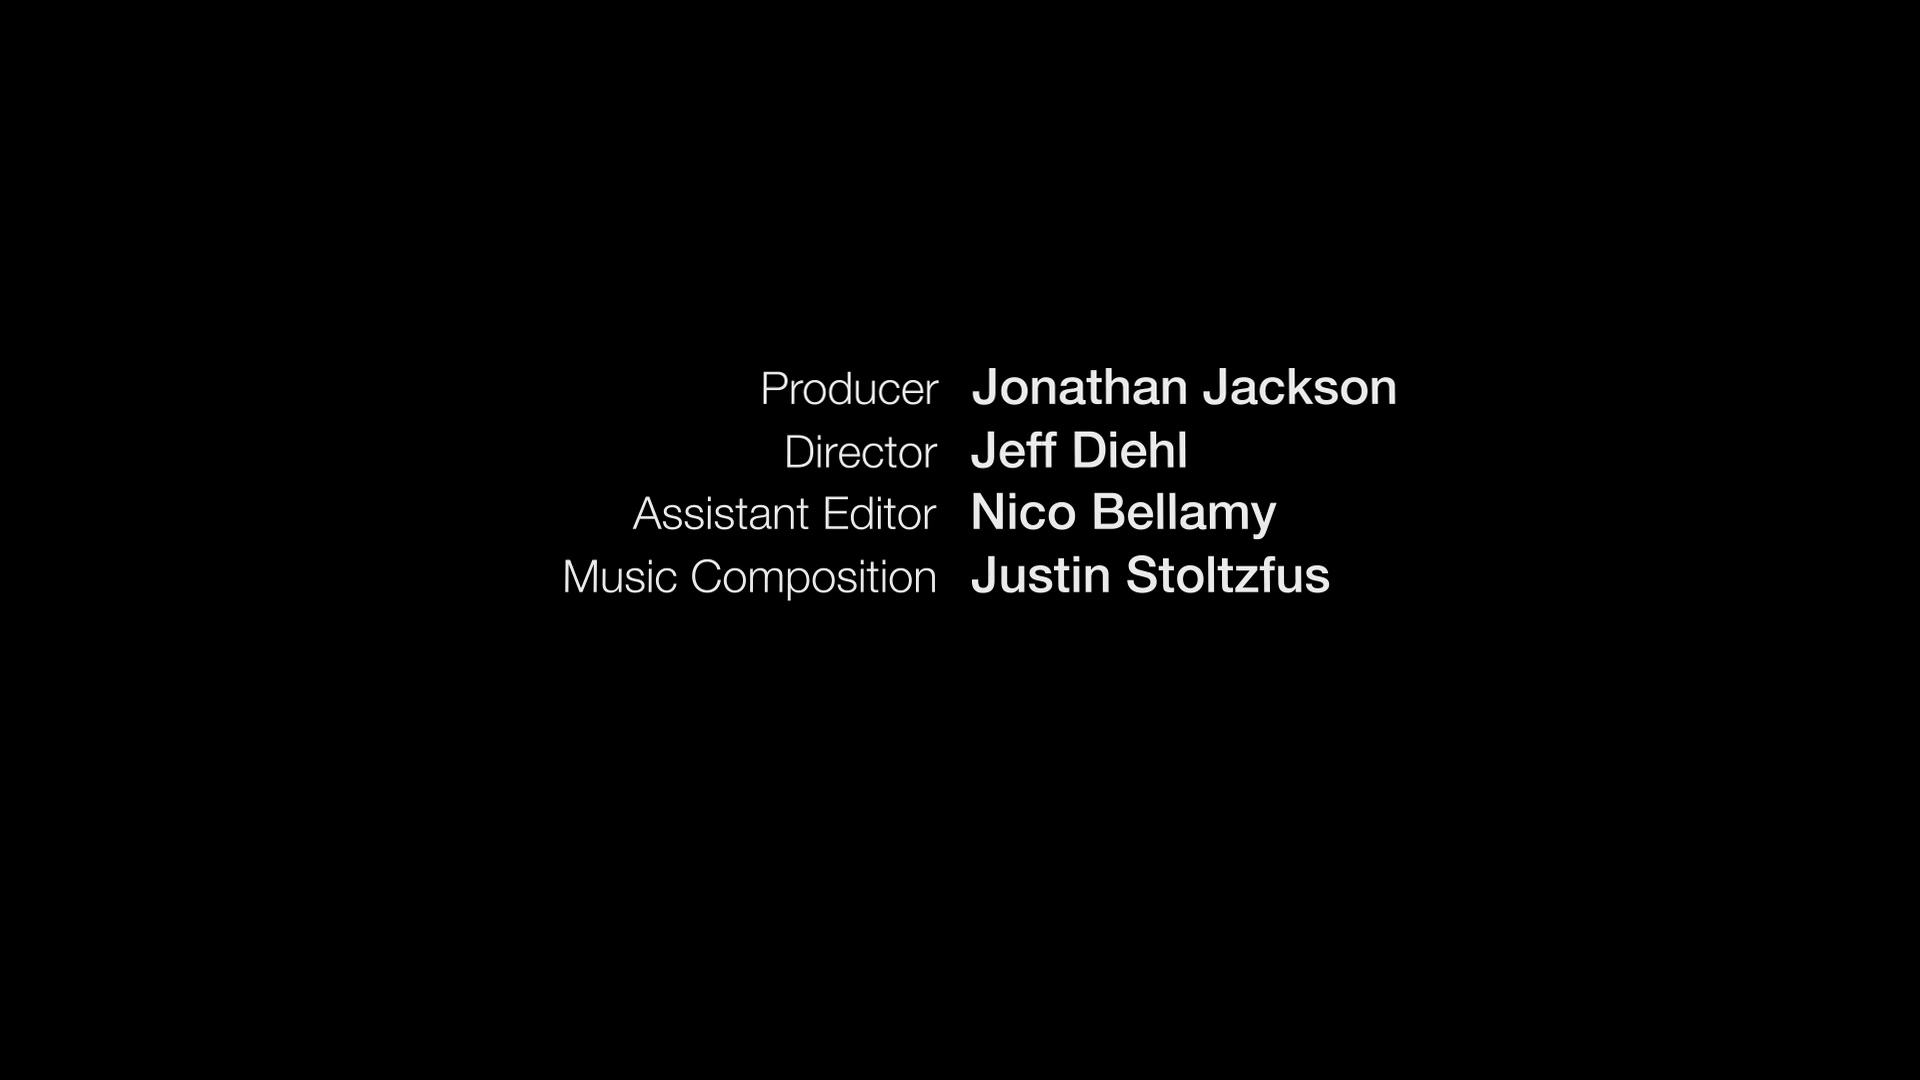 Producer Jonathan Jackson
Director Jeff Diehl
Assistant Editor Nico Bellamy
Music Composition Justin Stoltzfus